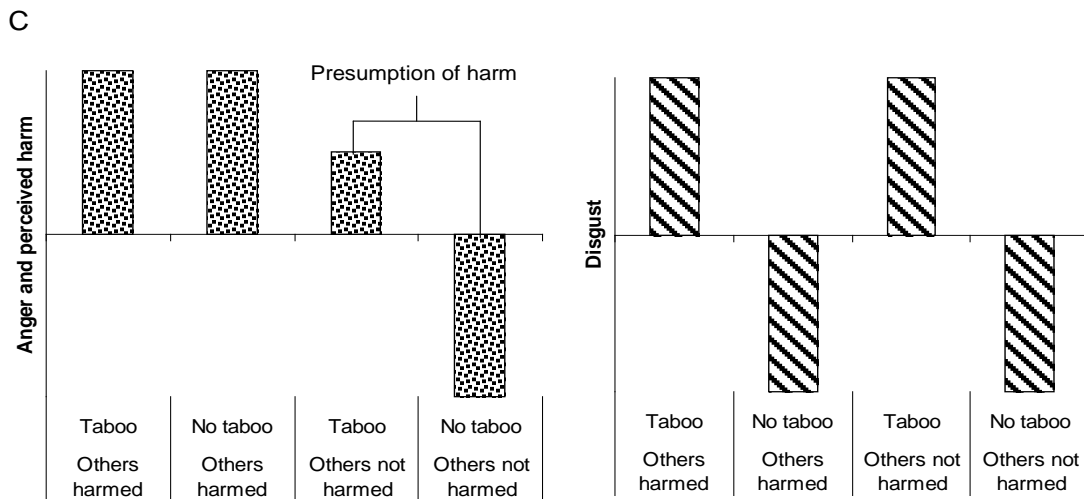 C
Presumption of harm
Anger and perceived harm
Taboo
No taboo
Taboo
No taboo
Others
harmed
Others
harmed
Others not
harmed
Others not
harmed
Disgust
Taboo
No taboo
Taboo
No taboo
Others
harmed
Others
harmed
Others not
harmed
Others not
harmed